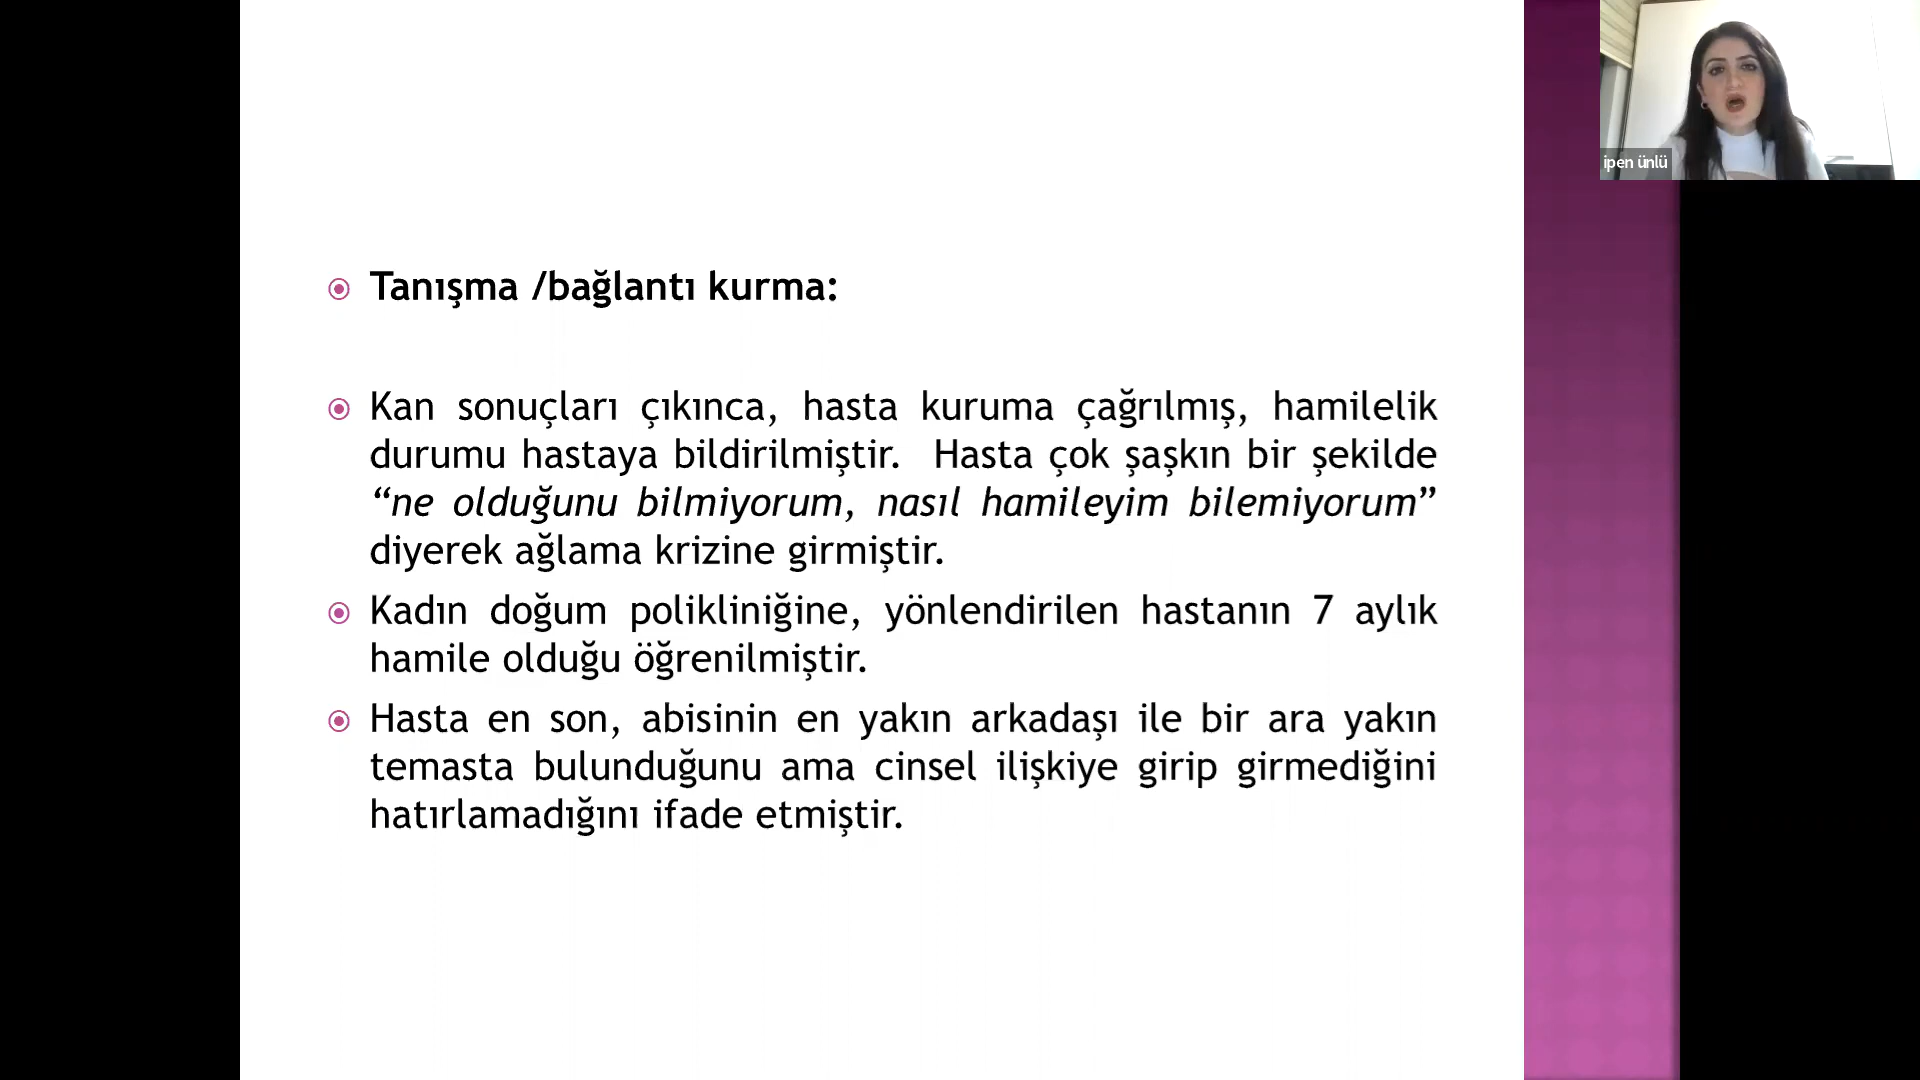 Tanışma /bağlantı kurma:
Kan sonuçları çıkınca, hasta kuruma çağrılmış, hamilelik
durumu hastaya bildirilmiştir. Hasta çok şaşkın bir şekilde
“ne olduğunu bilmiyorum, nasıl hamileyim bilemiyorum”
diyerek ağlama krizine girmiştir.
Kadın doğum polikliniğine, yönlendirilen hastanın 7 aylık
hamile olduğu öğrenilmiştir.
Hasta en son, abisinin en yakın arkadaşı ile bir ara yakın
temasta bulunduğunu ama cinsel ilişkiye girip girmediğini
hatırlamadığını ifade etmiştir.
ipen ünlü